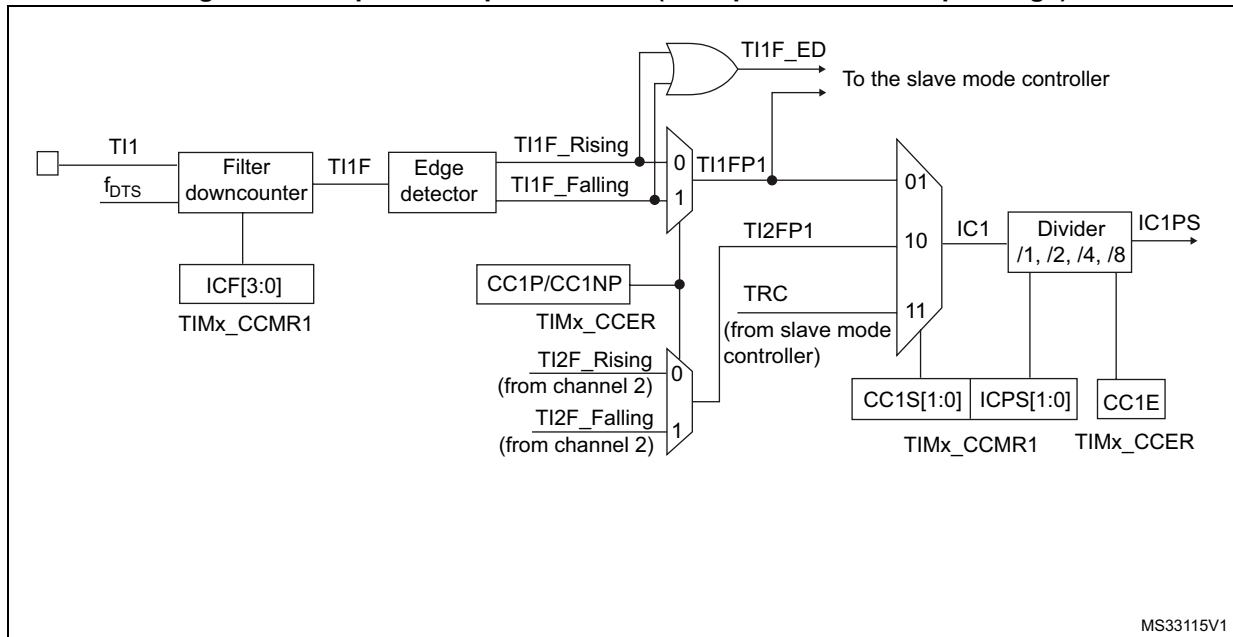 TI1F_ED
To the slave mode controller
TI1
f_DTS
Filter
downcounter
TI1F
Edge
detector
TI1F_Rising
TI1F_Falling
0
1
TI1FP1
01
10
11
TI2FP1
TRC
(from slave mode
controller)
IC1
Divider
/1, /2, /4, /8
IC1PS
ICF[3:0]
TIMx_CCMR1
CC1P/CC1NP
TIMx_CCER
TI2F_Rising
(from channel 2)
TI2F_Falling
(from channel 2)
0
1
CC1S[1:0]
ICPS[1:0]
CC1E
TIMx_CCMR1
TIMx_CCER
MS33115V1